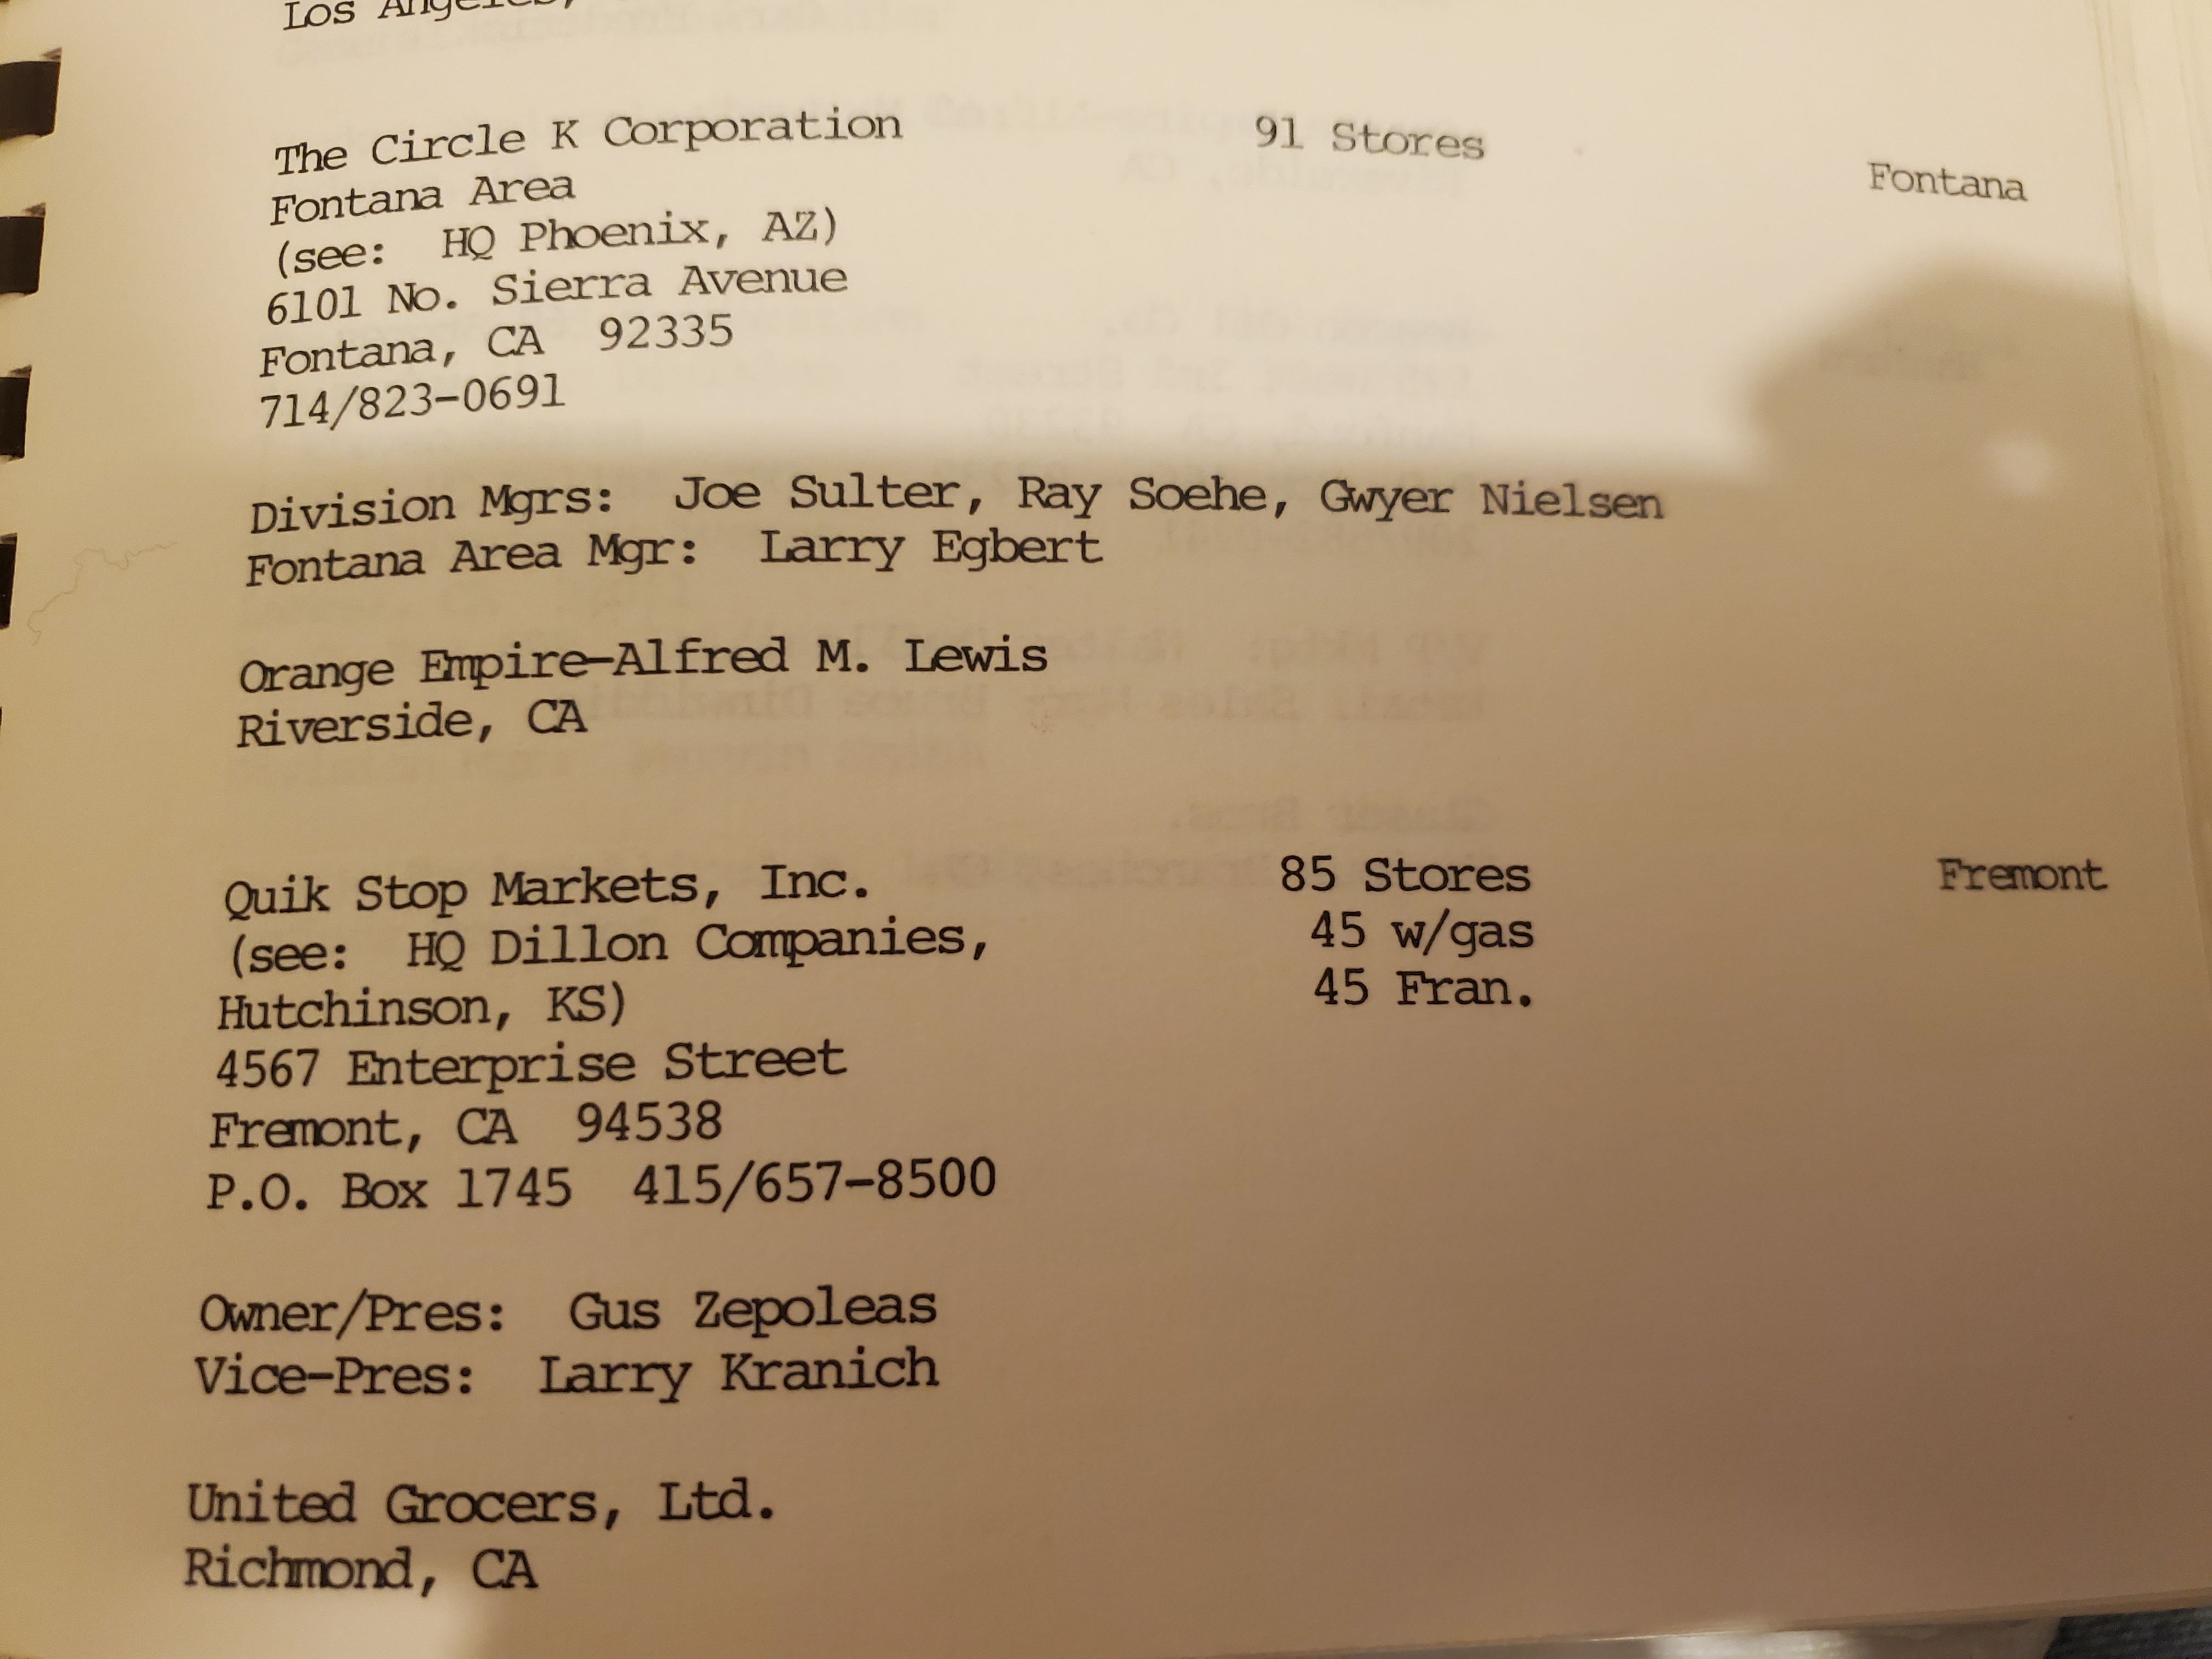 Los Angeles,
The Circle K Corporation 91 Stores Fontana
Fontana Area
(see: HQ Phoenix, AZ)
6101 No. Sierra Avenue
Fontana, CA 92335
714/823-0691
Division Mgrs: Joe Sulter, Ray Soehe, Gwyer Nielsen
Fontana Area Mgr: Larry Egbert
Orange Empire-Alfred M. Lewis
Riverside, CA
Quik Stop Markets, Inc. 85 Stores Fremont
(see: HQ Dillon Companies, 45 w/gas
Hutchinson, KS) 45 Fran.
4567 Enterprise Street
Fremont, CA 94538
P.O. Box 1745 415/657-8500
Owner/Pres: Gus Zepoleas
Vice-Pres: Larry Kranich
United Grocers, Ltd.
Richmond, CA